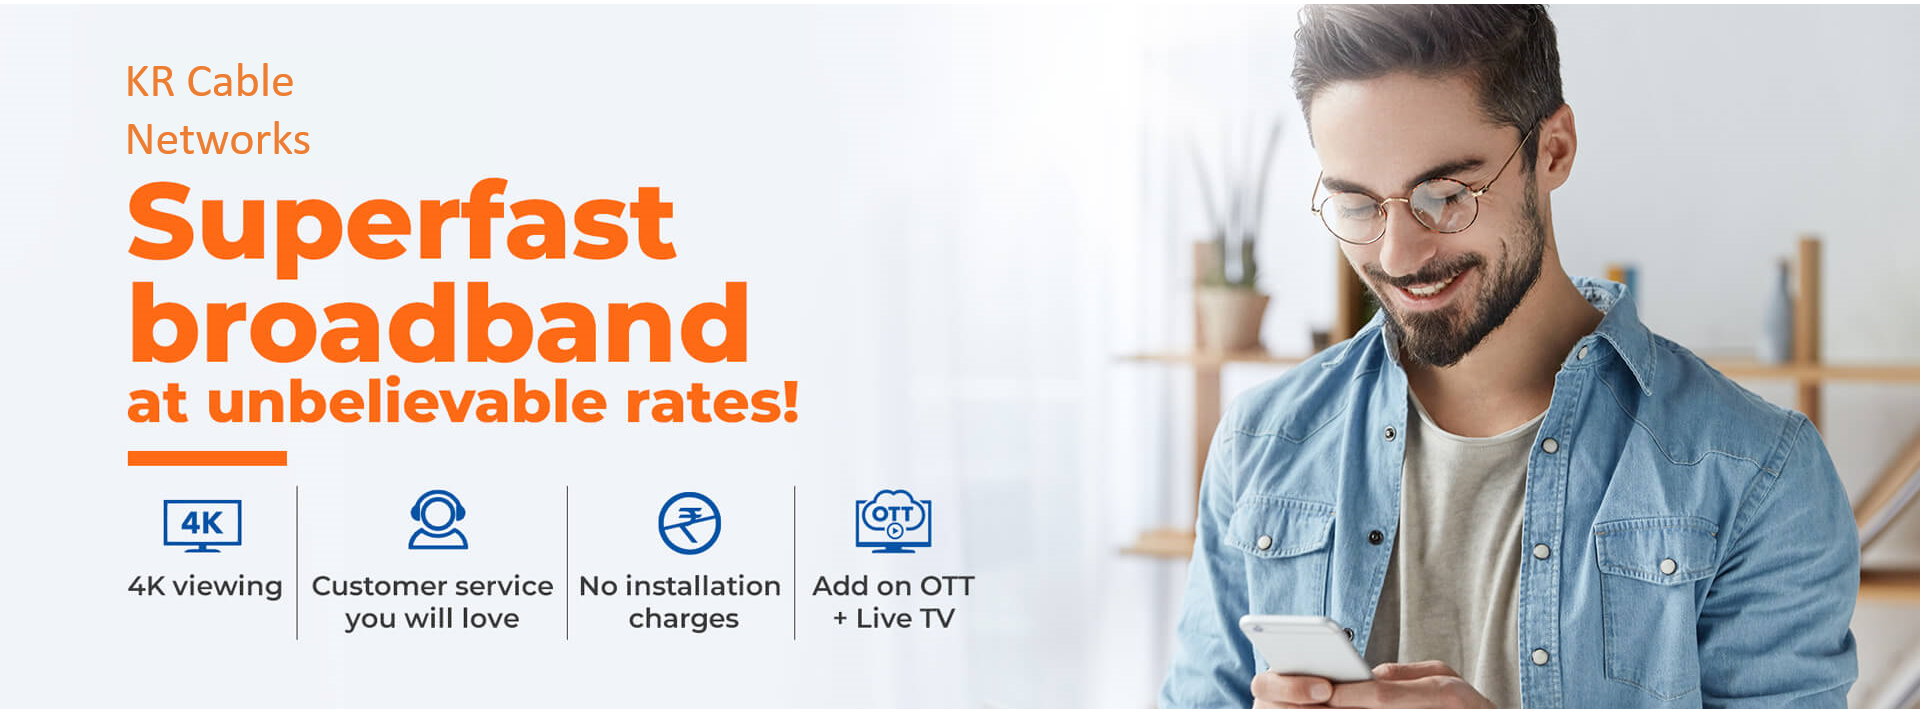 KR Cable
Networks
Superfast
broadband
at unbelievable rates!
4K
4K viewing
Customer service
you will love
₹
No installation
charges
OTT
Add on OTT
+ Live TV